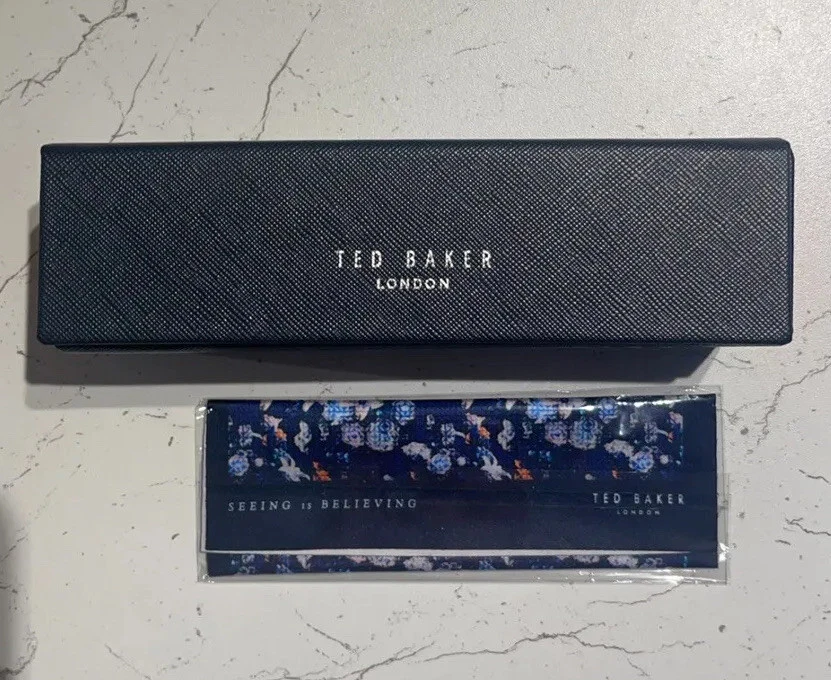 TED BAKER
LONDON
SEEING IS BELIEVING
TED BAKER
LONDON